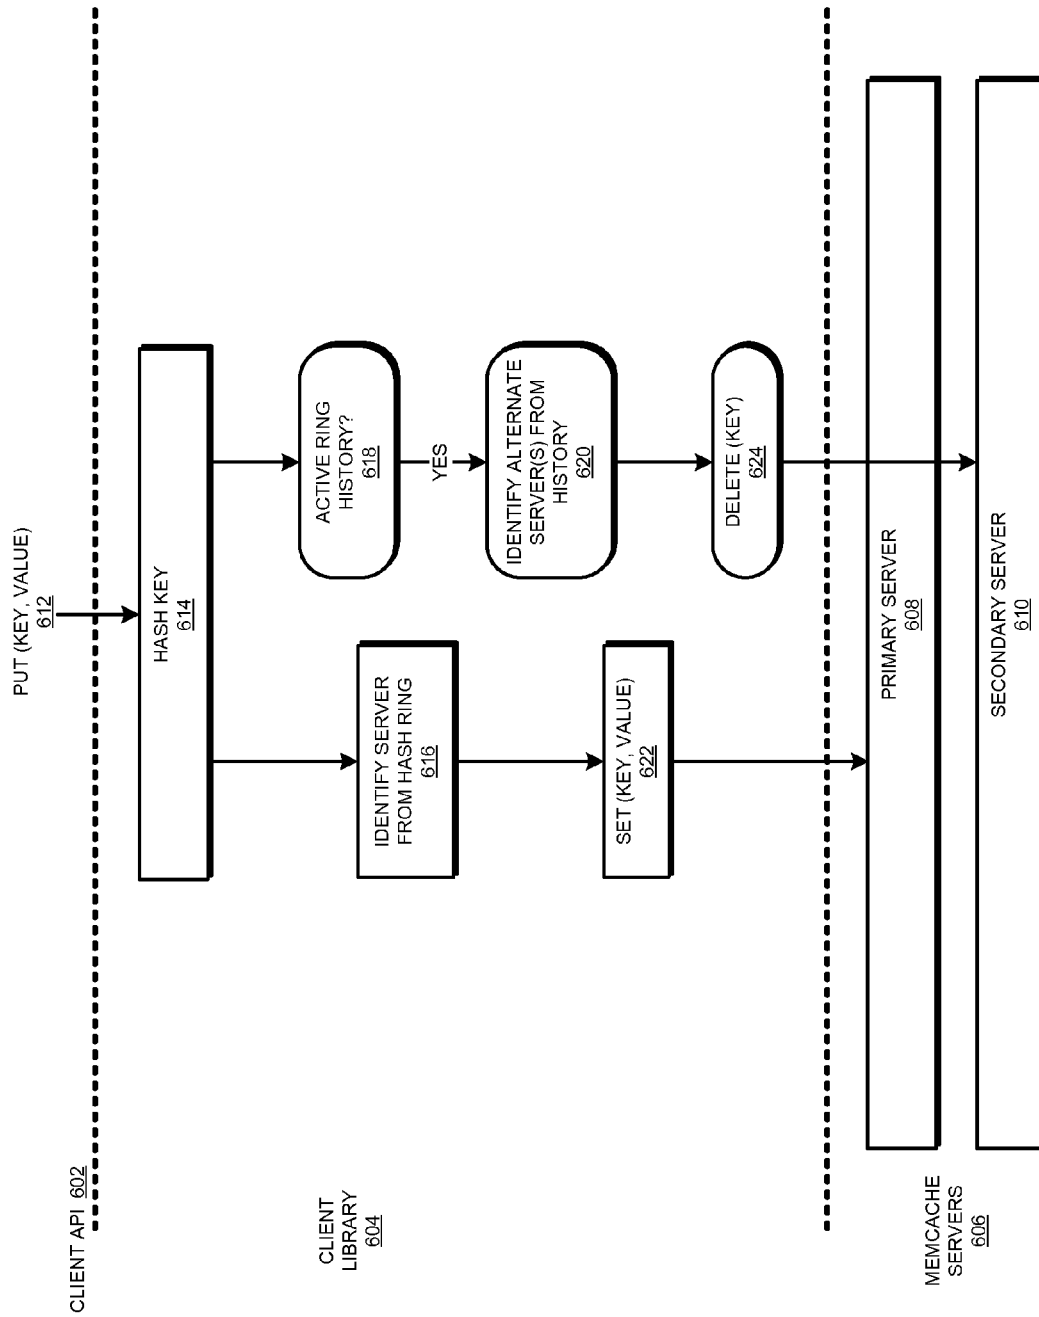 PUT (KEY, VALUE)
612
CLIENT API 602
HASH KEY
614
CLIENT
LIBRARY
604
IDENTIFY SERVER
FROM HASH RING
616
ACTIVE RING
HISTORY?
618
YES
IDENTIFY ALTERNATE
SERVER(S) FROM
HISTORY
620
SET (KEY, VALUE)
622
DELETE (KEY)
624
MEMCACHE
SERVERS
606
PRIMARY SERVER
608
SECONDARY SERVER
610